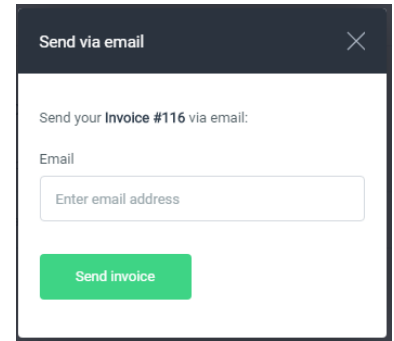 Send via email
Send your Invoice #116 via email:
Email
Enter email address
Send invoice